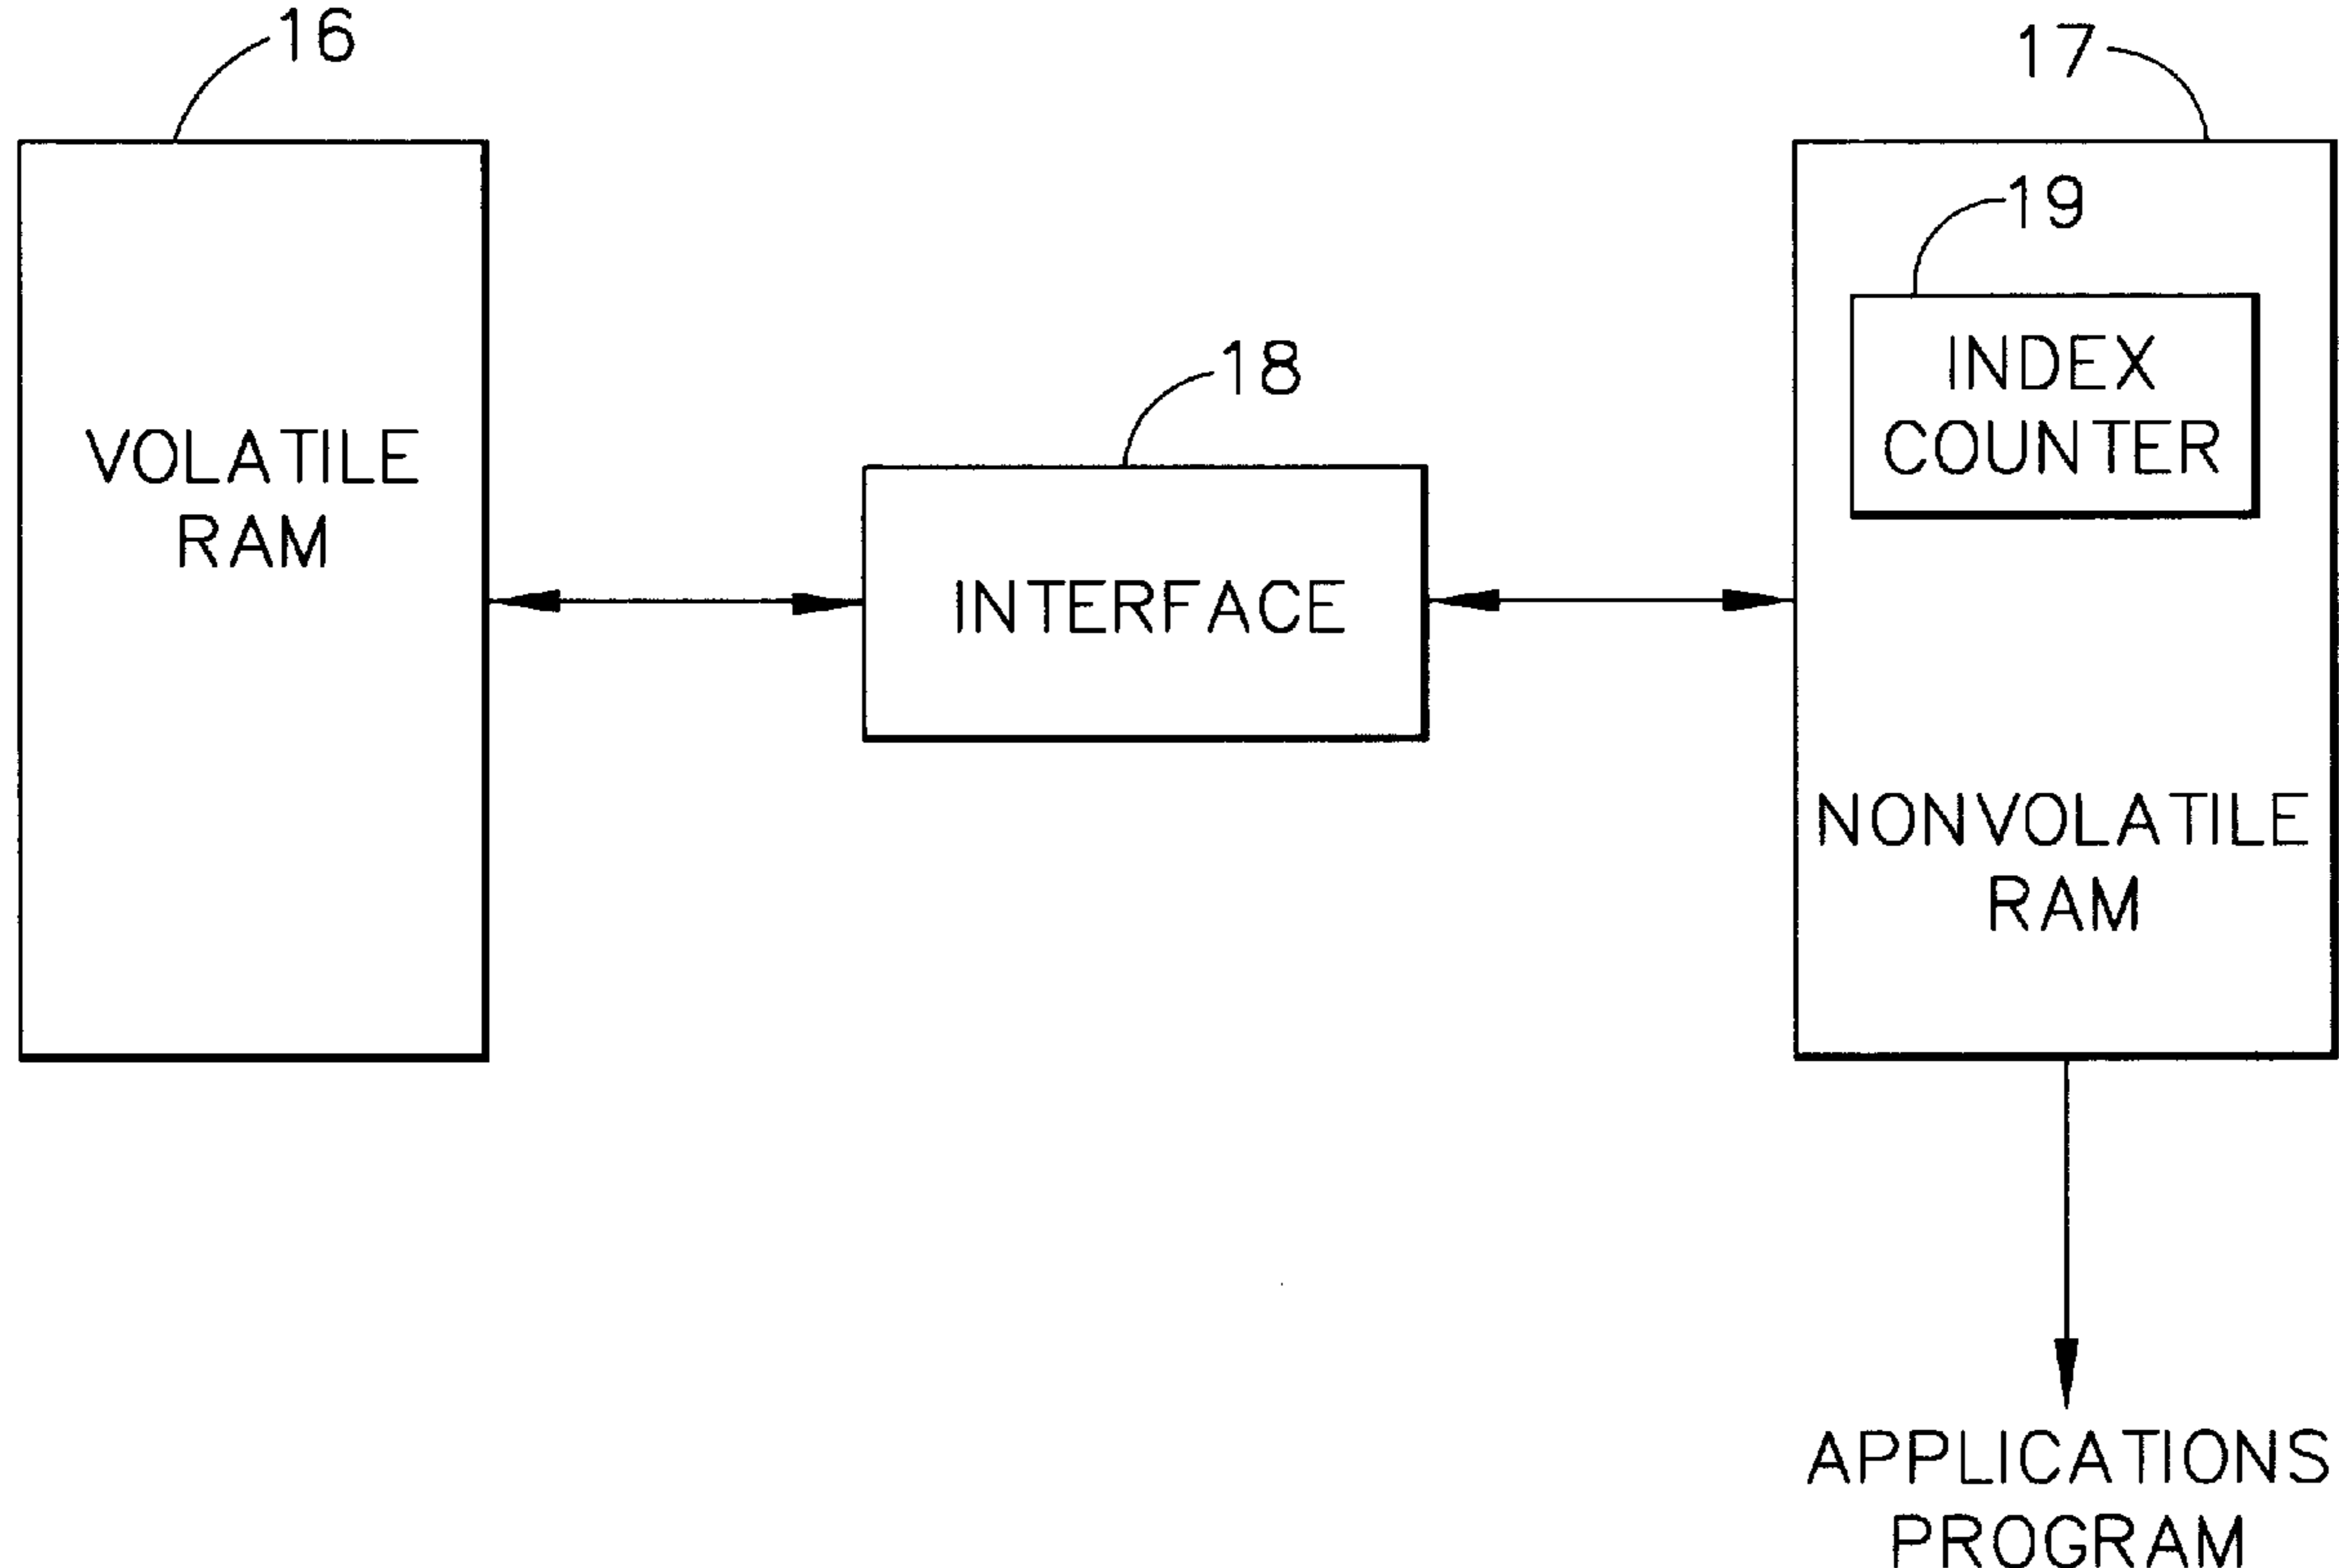 16
17
19
INDEX
COUNTER
18
VOLATILE
RAM
INTERFACE
NONVOLATILE
RAM
APPLICATIONS
PROGRAM